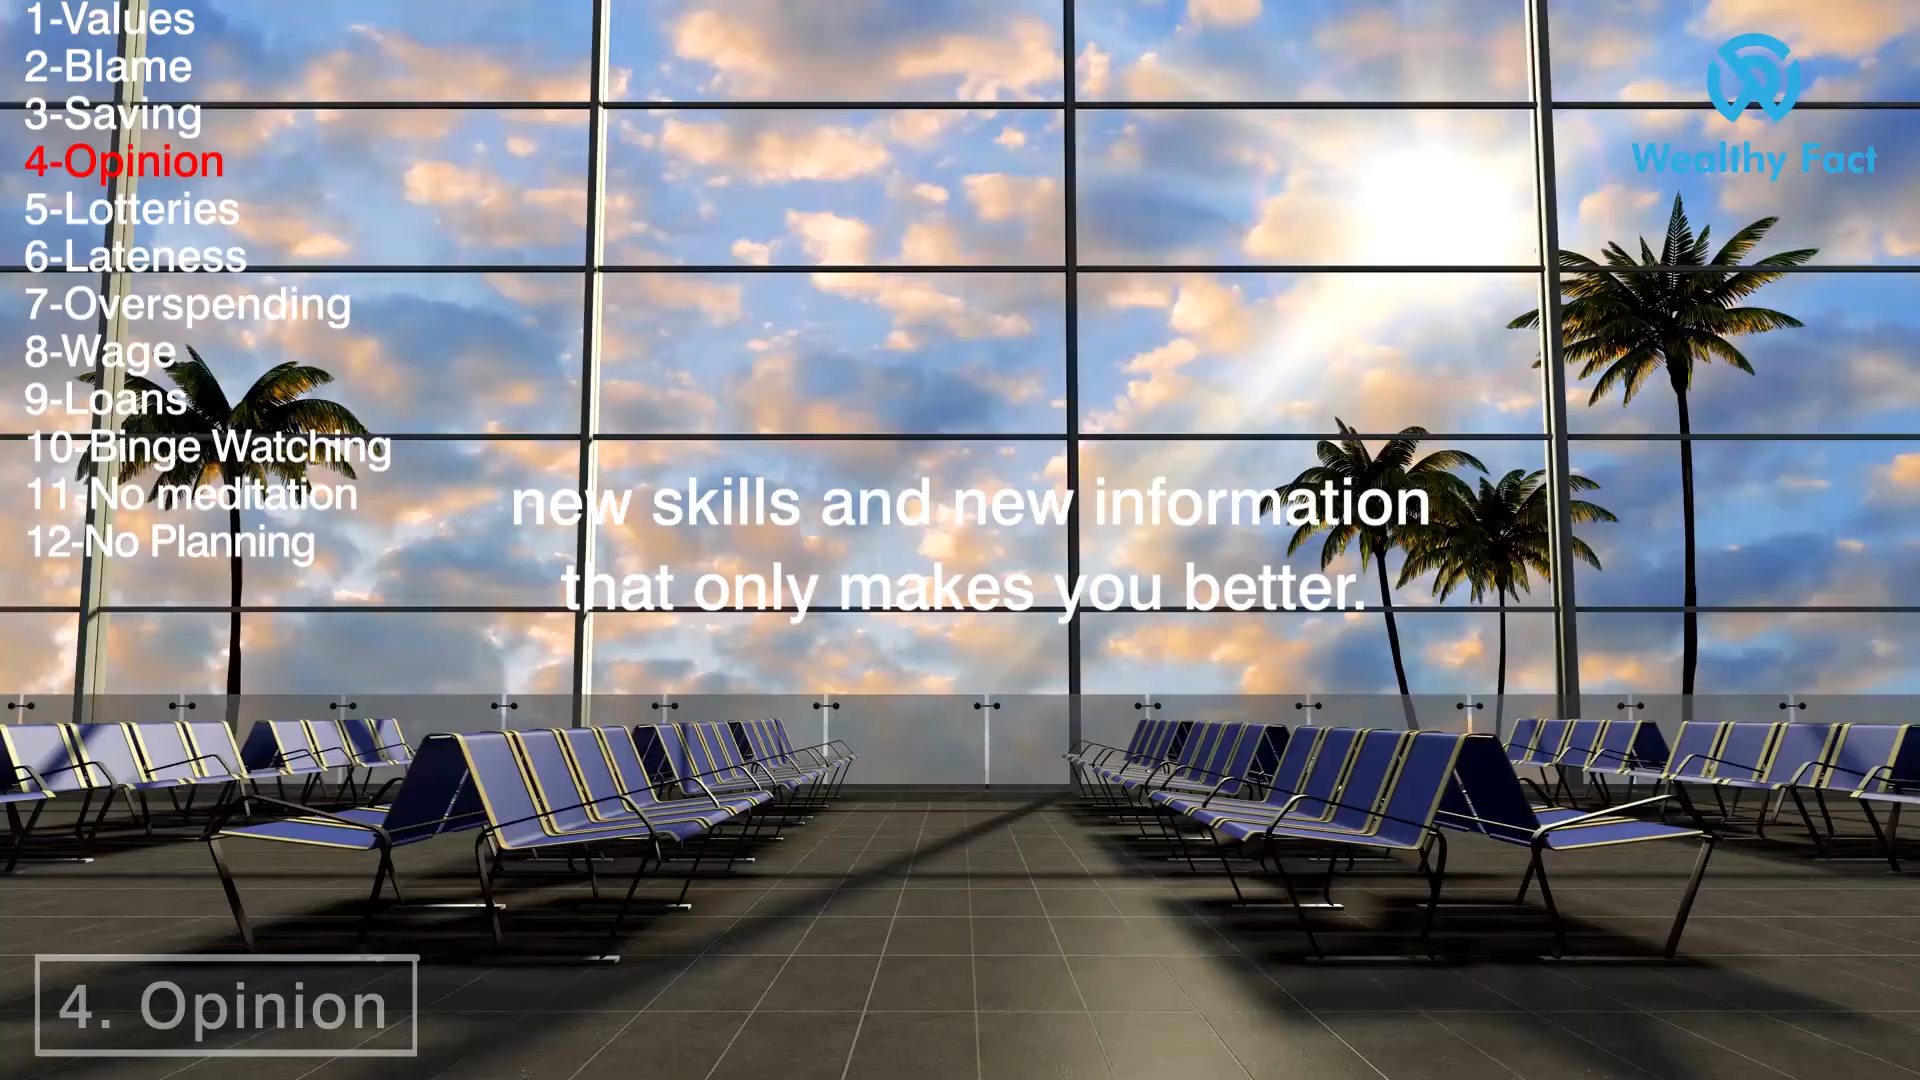 1-Values
2-Blame
3-Saving
4-Opinion
5-Lotteries
6-Lateness
7-Overspending
8-Wage
9-Loans
10-Binge Watching
11-No meditation
12-No Planning
Wealthy Fact
new skills and new information
that only makes you better.
4. Opinion